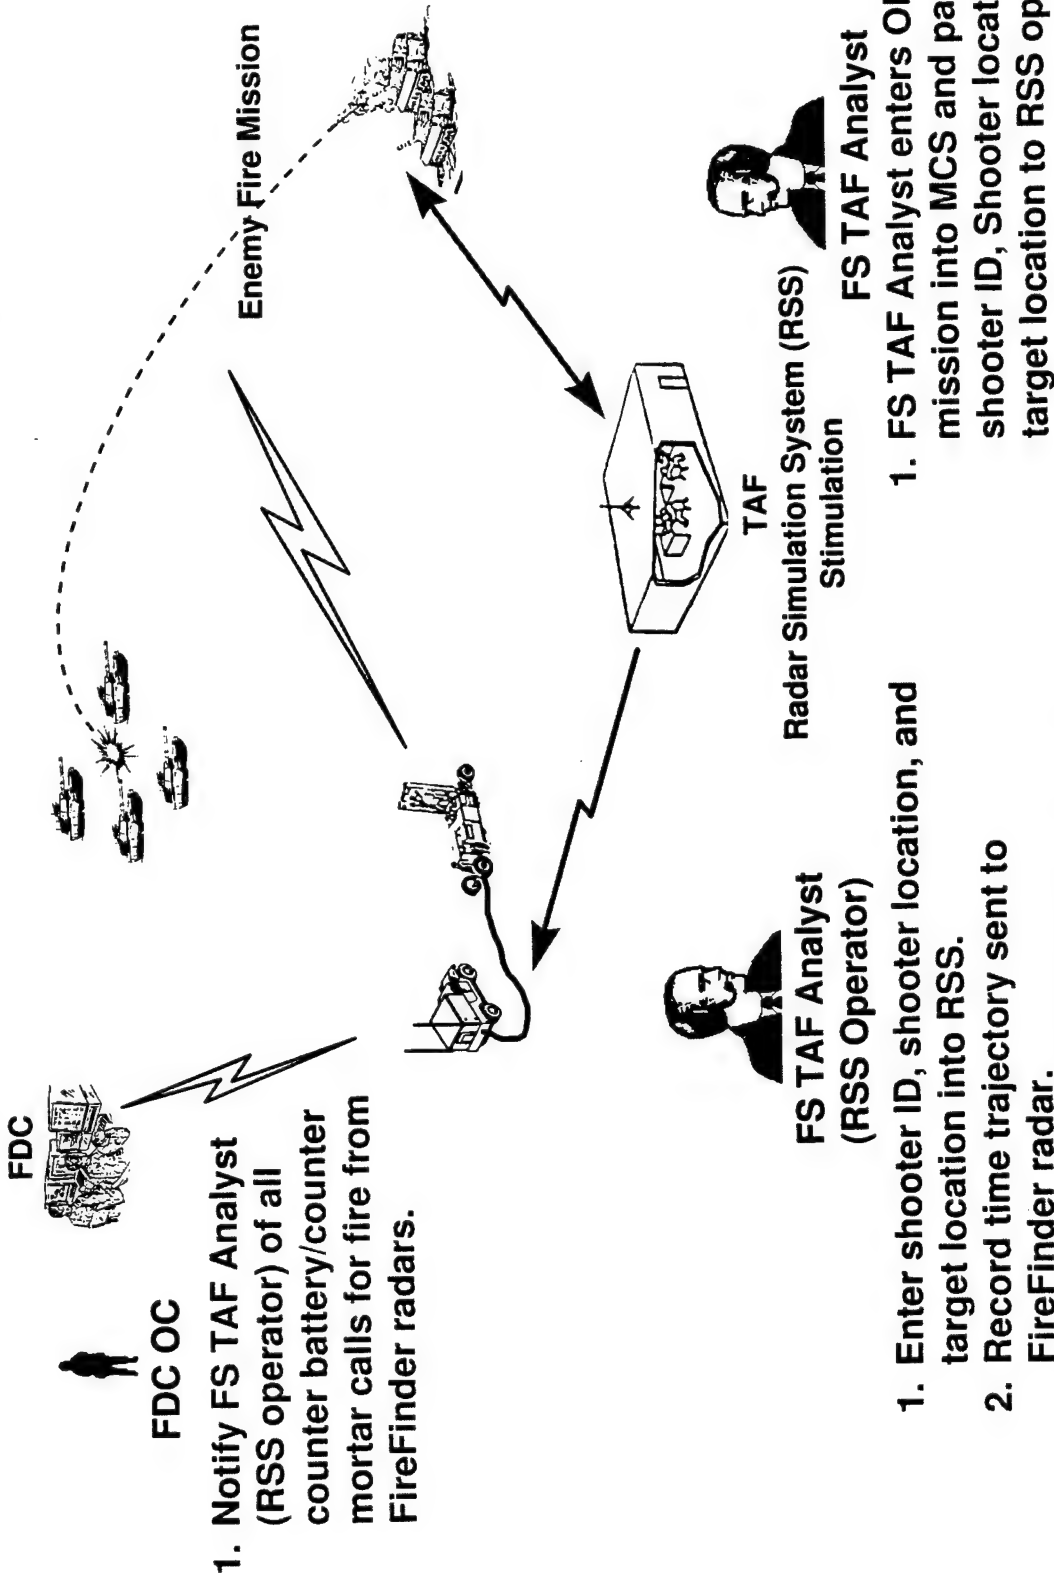 FDC
FDC OC
1. Notify FS TAF Analyst
(RSS operator) of all
counter battery/counter
mortar calls for fire from
FireFinder radars.
Enemy Fire Mission
TAF
Radar Simulation System (RSS)
Stimulation
FS TAF Analyst
(RSS Operator)
1. Enter shooter ID, shooter location, and
target location into RSS.
2. Record time trajectory sent to
FireFinder radar.
FS TAF Analyst
1. FS TAF Analyst enters
mission into MCS and
shooter ID, Shooter
target location to RSS